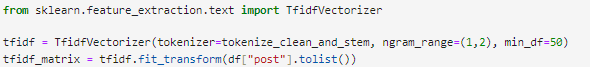 from sklearn.feature_extraction.text import TfidfVectorizer
tfidf = TfidfVectorizer(tokenizer=tokenize_clean_and_stem, ngram_range=(1,2), min_df=50)
tfidf_matrix = tfidf.fit_transform(df["post"].tolist())